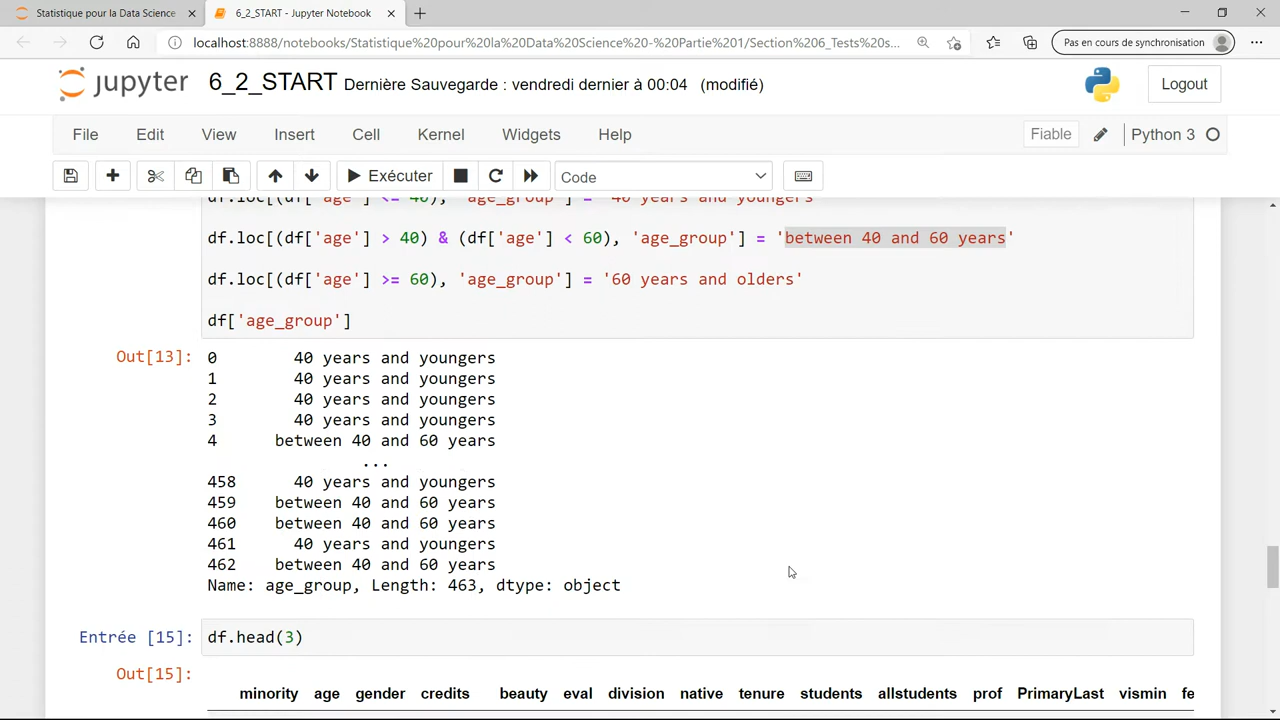 Statistique pour la Data Science
6_2_START - Jupyter Notebook
localhost:8888/notebooks/Statistique%20pour%20la%20Data%20Science%20-%20Partie%201/Section%206_Tests%20s...
Pas en cours de synchronisation
jupyter 6_2_START Dernière Sauvegarde : vendredi dernier à 00:04 (modifié)
Logout
File Edit View Insert Cell Kernel Widgets Help
Fiable
Python 3
Exécuter
Code
df.loc[(df['age'] <= 40), 'age_group'] = '40 years and youngers'
df.loc[(df['age'] > 40) & (df['age'] < 60), 'age_group'] = 'between 40 and 60 years'
df.loc[(df['age'] >= 60), 'age_group'] = '60 years and olders'
df['age_group']
Out[13]: 0 40 years and youngers
1 40 years and youngers
2 40 years and youngers
3 40 years and youngers
4 between 40 and 60 years
...
458 40 years and youngers
459 between 40 and 60 years
460 between 40 and 60 years
461 40 years and youngers
462 between 40 and 60 years
Name: age_group, Length: 463, dtype: object
Entrée [15]: df.head(3)
Out[15]:
minority age gender credits beauty eval division native tenure students allstudents prof PrimaryLast vismin fe